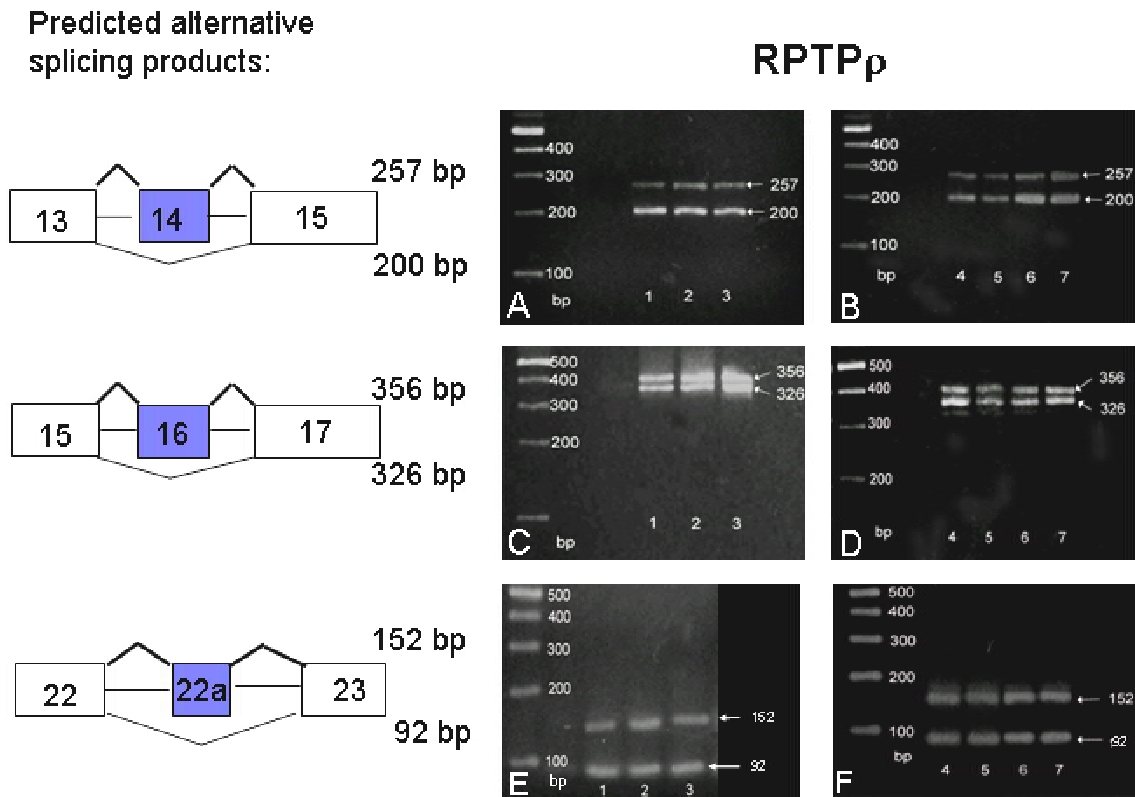 Predicted alternative
splicing products:
RPTPρ
257 bp
13 14 15
200 bp
400
300
200
100
bp
257
200
1 2 3
A
400
300
200
100
bp
257
200
4 5 6 7
B
356 bp
15 16 17
326 bp
500
400
300
200
bp
356
326
1 2 3
C
500
400
300
200
bp
356
326
4 5 6 7
D
152 bp
22 22a 23
92 bp
500
400
300
200
100
bp
152
92
1 2 3
E
500
400
300
200
100
bp
152
92
4 5 6 7
F